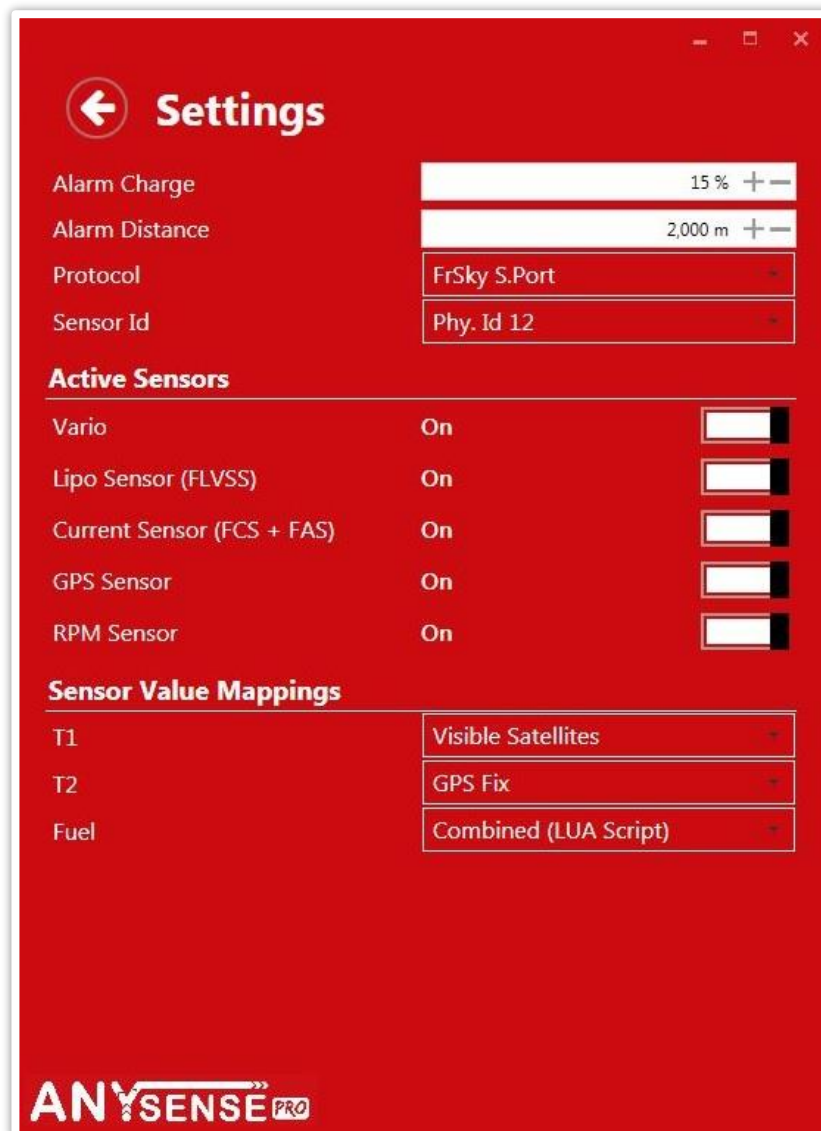 Settings
Alarm Charge 15 %
Alarm Distance 2,000 m
Protocol FrSky S.Port
Sensor Id Phy. Id 12
Active Sensors
Vario On
Lipo Sensor (FLVSS) On
Current Sensor (FCS + FAS) On
GPS Sensor On
RPM Sensor On
Sensor Value Mappings
T1 Visible Satellites
T2 GPS Fix
Fuel Combined (LUA Script)
ANYSENSE PRO